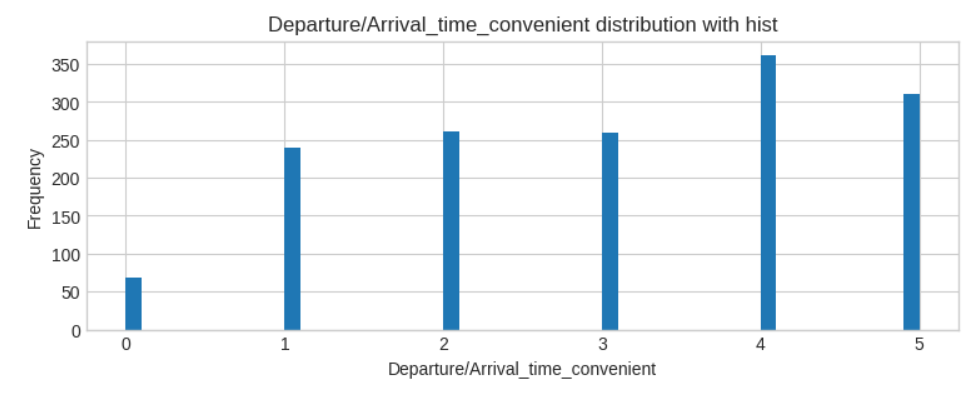 Departure/Arrival_time_convenient distribution with hist
350
300
250
200
150
100
50
0
Frequency
0 1 2 3 4 5
Departure/Arrival_time_convenient